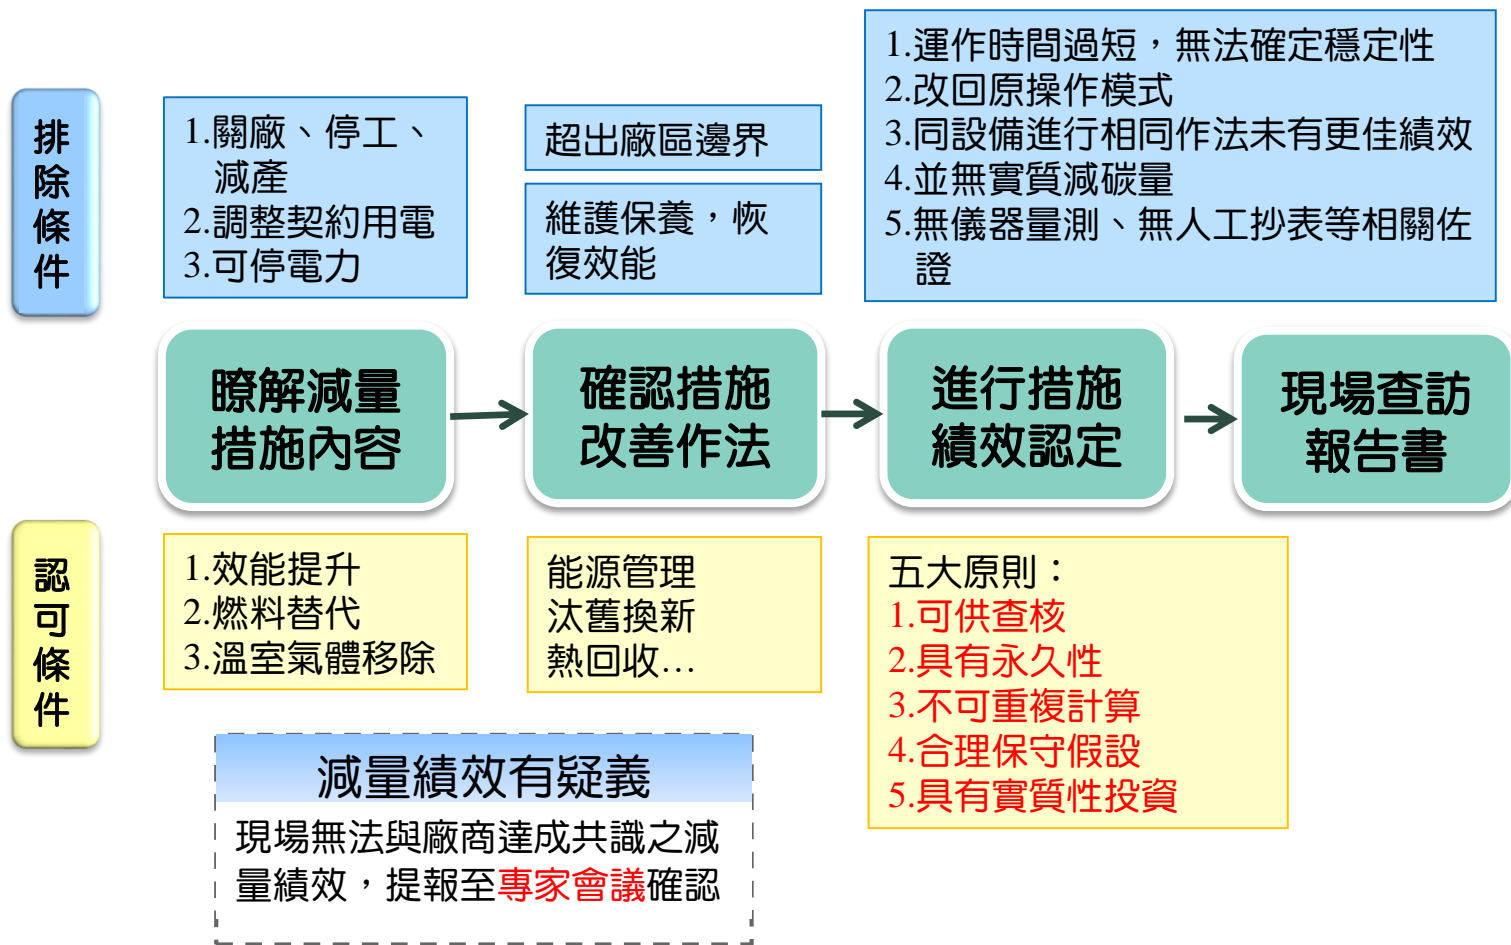 排除條件
1.關廠、停工、
減產
2.調整契約用電
3.可停電力
超出廠區邊界
維護保養，恢
復效能
1.運作時間過短，無法確定穩定性
2.改回原操作模式
3.同設備進行相同作法未有更佳績效
4.並無實質減碳量
5.無儀器量測、無人工抄表等相關佐
證
瞭解減量
措施內容
確認措施
改善作法
進行措施
績效認定
現場查訪
報告書
認可條件
1.效能提升
2.燃料替代
3.溫室氣體移除
能源管理
汰舊換新
熱回收…
五大原則：
1.可供查核
2.具有永久性
3.不可重複計算
4.合理保守假設
5.具有實質性投資
減量績效有疑義
現場無法與廠商達成共識之減
量績效，提報至專家會議確認